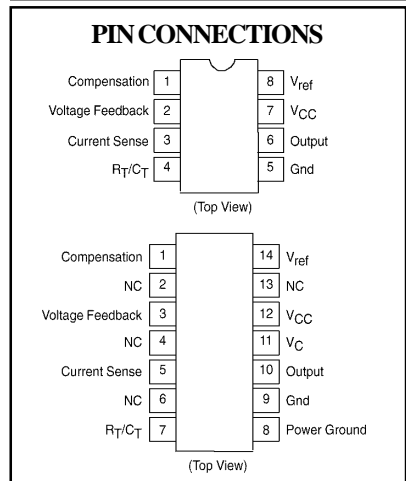 PIN CONNECTIONS
Compensation 1 8 Vref
Voltage Feedback 2 7 VCC
Current Sense 3 6 Output
RT/CT 4 5 Gnd
(Top View)
Compensation 1 14 Vref
NC 2 13 NC
Voltage Feedback 3 12 VCC
NC 4 11 VC
Current Sense 5 10 Output
NC 6 9 Gnd
RT/CT 7 8 Power Ground
(Top View)